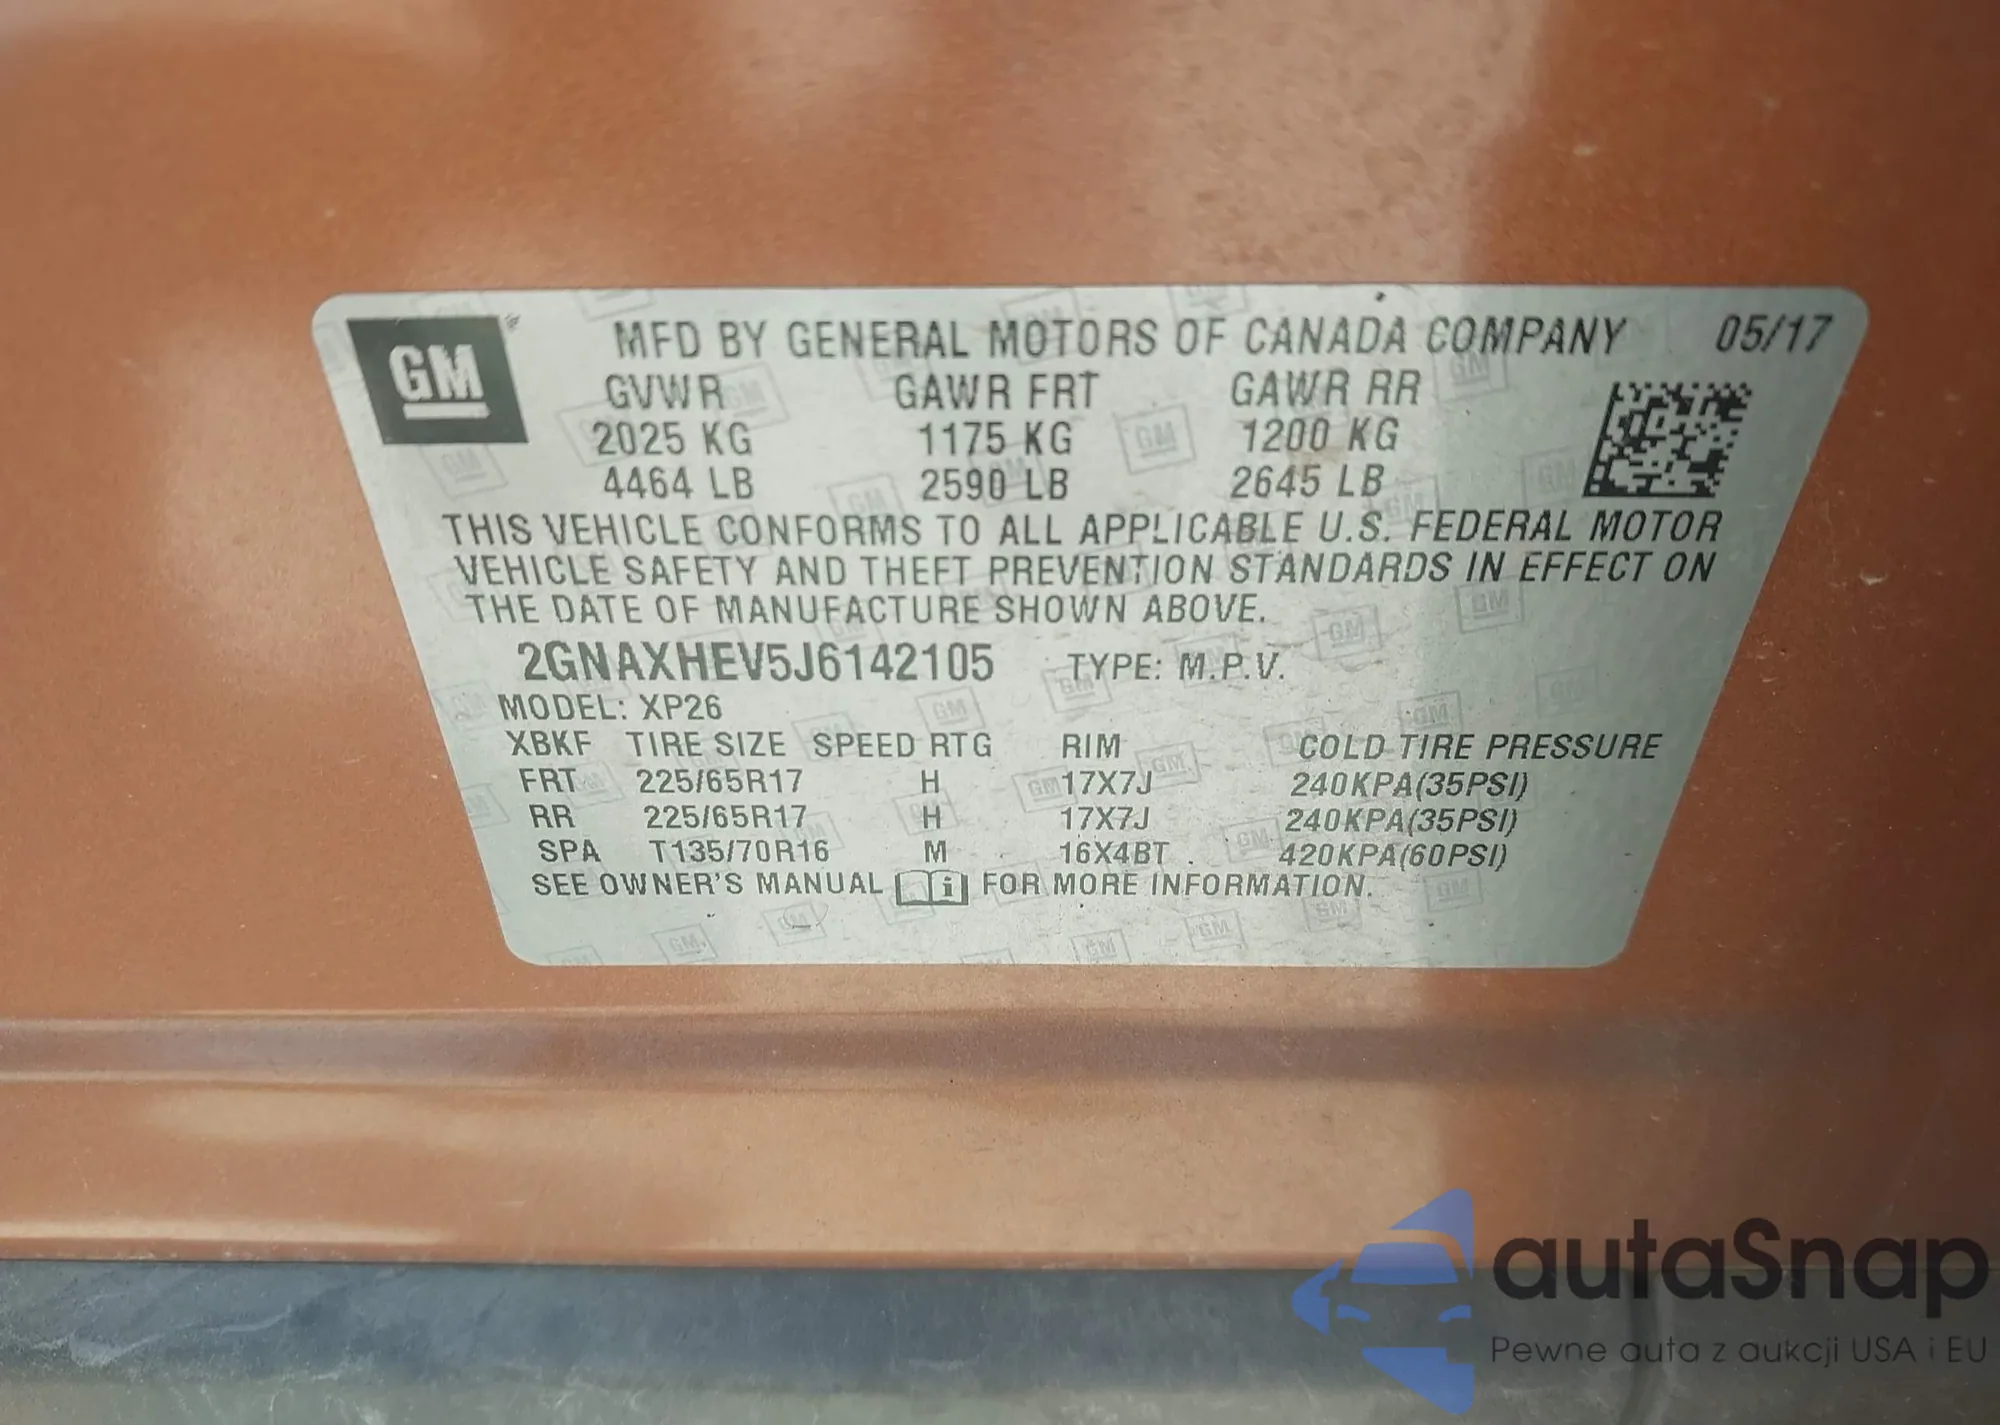 GM
MFD BY GENERAL MOTORS OF CANADA COMPANY 05/17
GVWR GAWR FRT GAWR RR
2025 KG 1175 KG 1200 KG
4464 LB 2590 LB 2645 LB
THIS VEHICLE CONFORMS TO ALL APPLICABLE U.S. FEDERAL MOTOR
VEHICLE SAFETY AND THEFT PREVENTION STANDARDS IN EFFECT ON
THE DATE OF MANUFACTURE SHOWN ABOVE.
2GNAXHEV5J6142105 TYPE: M.P.V.
MODEL: XP26
XBKF TIRE SIZE SPEED RTG RIM COLD TIRE PRESSURE
FRT 225/65R17 H 17X7J 240KPA(35PSI)
RR 225/65R17 H 17X7J 240KPA(35PSI)
SPA T135/70R16 M 16X4BT 420KPA(60PSI)
SEE OWNER'S MANUAL i FOR MORE INFORMATION.
autaSnap
Pewne auta z aukcji USA i EU